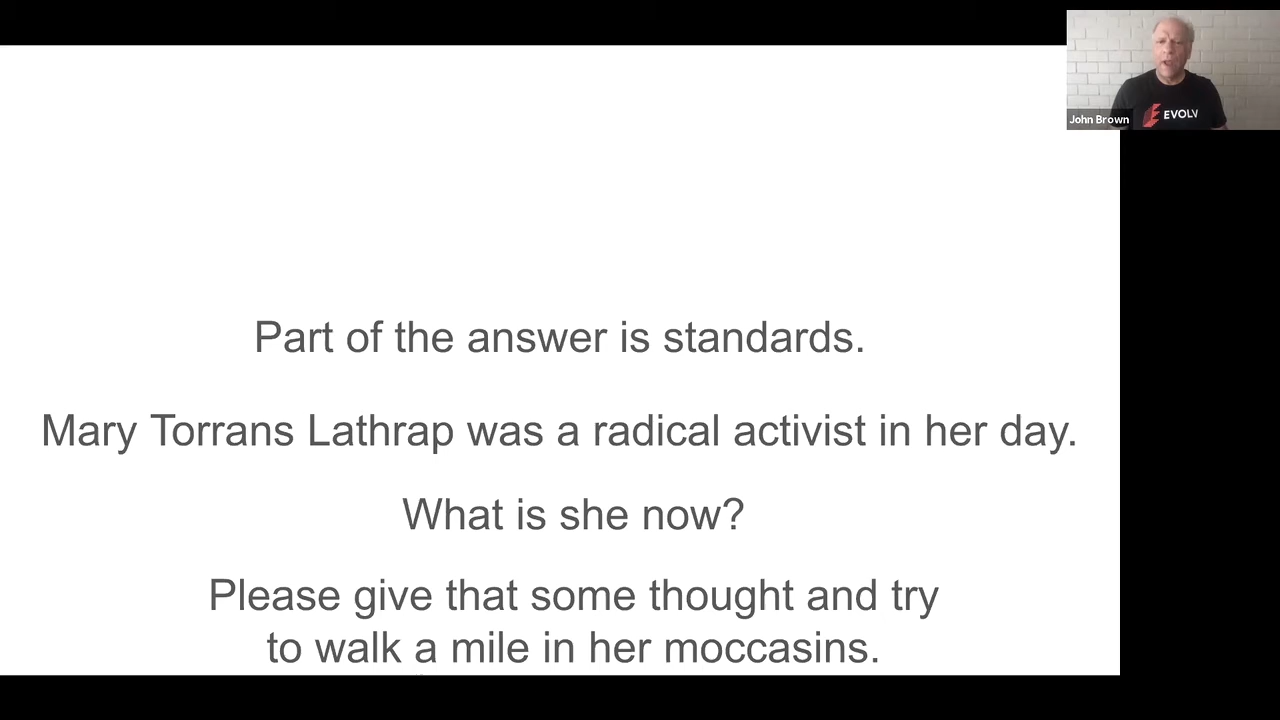 John Brown
EVOLV
Part of the answer is standards.
Mary Torrans Lathrap was a radical activist in her day.
What is she now?
Please give that some thought and try
to walk a mile in her moccasins.